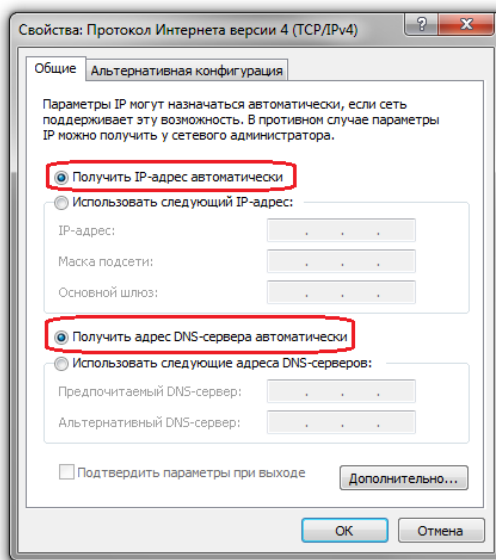 Свойства: Протокол Интернета версии 4 (TCP/IPv4)
Общие
Альтернативная конфигурация
Параметры IP могут назначаться автоматически, если сеть
поддерживает эту возможность. В противном случае параметры
IP можно получить у сетевого администратора.
Получить IP-адрес автоматически
Использовать следующий IP-адрес:
IP-адрес:
Маска подсети:
Основной шлюз:
Получить адрес DNS-сервера автоматически
Использовать следующие адреса DNS-серверов:
Предпочитаемый DNS-сервер:
Альтернативный DNS-сервер:
Подтвердить параметры при выходе
Дополнительно...
OK
Отмена